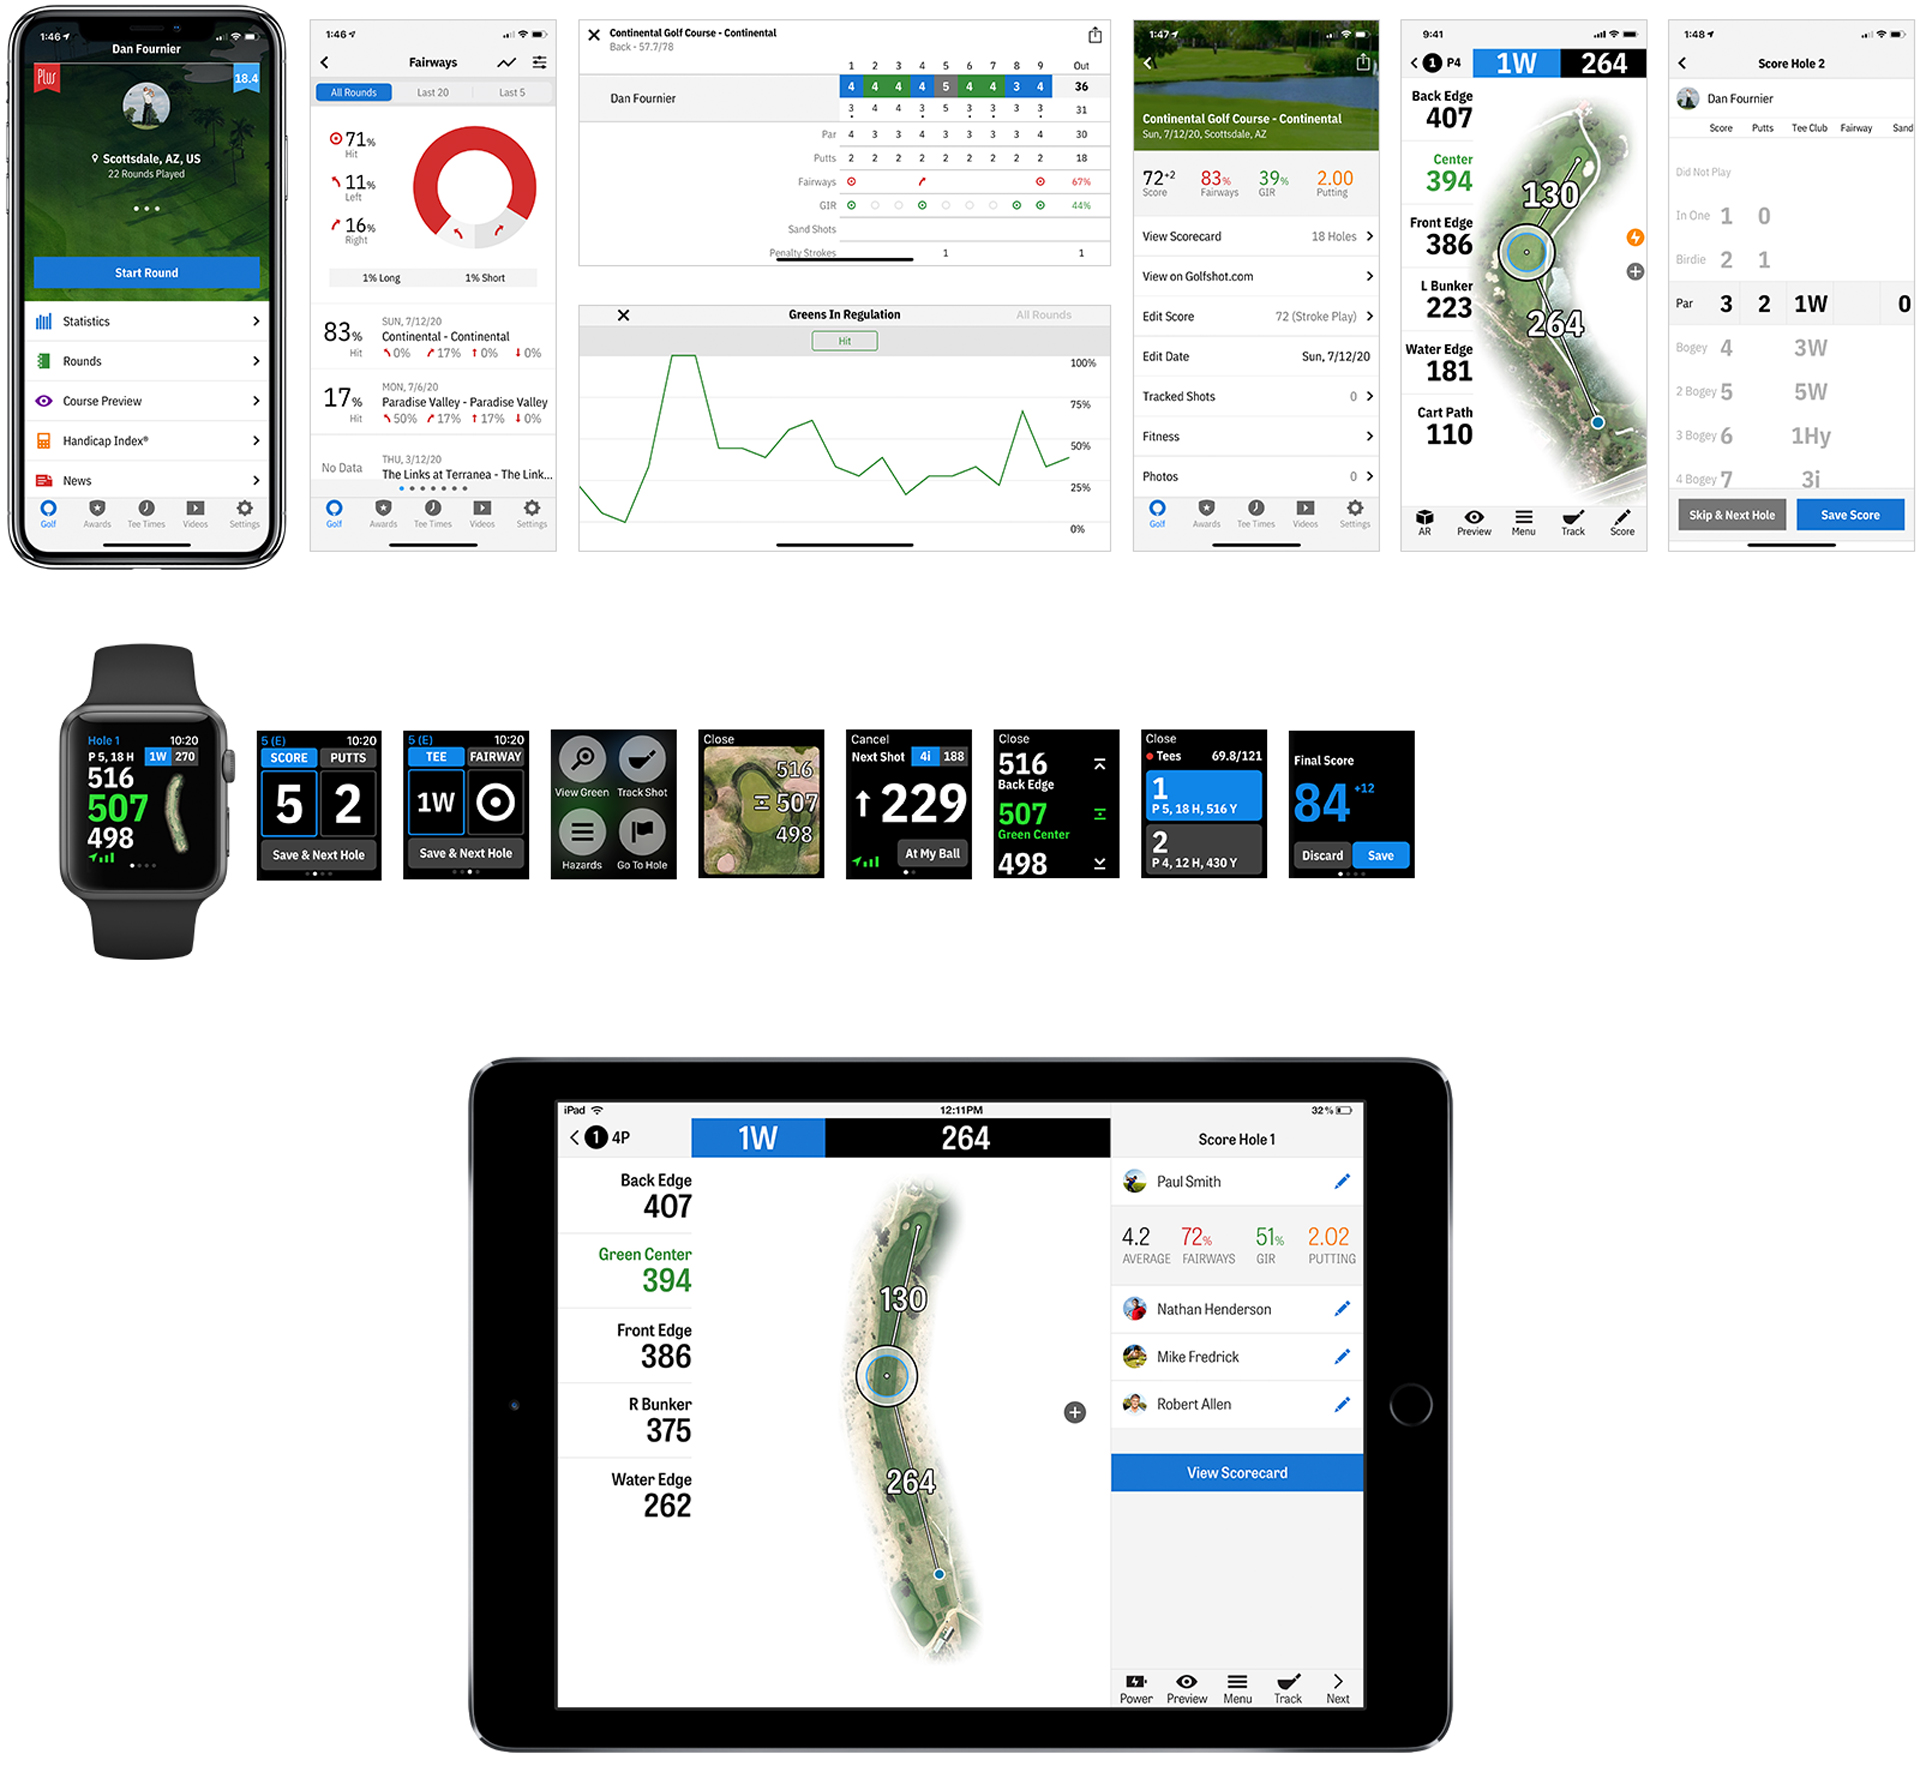 1:46
Dan Fournier
Plus
18.4
Scottsdale, AZ, US
22 Rounds Played
Start Round
Statistics
Rounds
Course Preview
Handicap Index®
News
Golf Awards Tee Times Videos Settings
1:46
Fairways
All Rounds Last 20 Last 5
71%
Hit
11%
Left
16%
Right
1% Long 1% Short
83%
Hit
SUN, 7/12/20
Continental - Continental
0% 17% 0% 0%
17%
Hit
MON, 7/6/20
Paradise Valley - Paradise Valley
50% 17% 17% 0%
No Data
THU, 3/12/20
The Links at Terranea - The Link...
Golf Awards Tee Times Videos Settings
Continental Golf Course - Continental
Back - 57.7/78
1 2 3 4 5 6 7 8 9 Out
Dan Fournier 4 4 4 4 5 4 4 3 4 36
3 4 4 3 5 3 3 3 3 31
Par 4 3 3 4 3 3 3 3 4 30
Putts 2 2 2 2 2 2 2 2 2 18
Fairways 67%
GIR 44%
Sand Shots
Penalty Strokes 1 1
Greens In Regulation All Rounds
Hit
100%
75%
50%
25%
0%
1:47
Continental Golf Course - Continental
Sun, 7/12/20, Scottsdale, AZ
72+2 83% 39% 2.00
Score Fairways GIR Putting
View Scorecard 18 Holes
View on Golfshot.com
Edit Score 72 (Stroke Play)
Edit Date Sun, 7/12/20
Tracked Shots 0
Fitness
Photos 0
Golf Awards Tee Times Videos Settings
9:41
1 P4 1W 264
Back Edge
407
Center
394
Front Edge
386
L Bunker
223
Water Edge
181
Cart Path
110
130
264
AR Preview Menu Track Score
1:48
Score Hole 2
Dan Fournier
Score Putts Tee Club Fairway Sand
Did Not Play
In One 1 0
Birdie 2 1
Par 3 2 1W 0
Bogey 4 3W
2 Bogey 5 5W
3 Bogey 6 1Hy
4 Bogey 7 3i
Skip & Next Hole Save Score
Hole 1 10:20
P 5, 18 H 1W 270
516
507
498
5 (E) 10:20
SCORE PUTTS
5 2
Save & Next Hole
5 (E) 10:20
TEE FAIRWAY
1W
Save & Next Hole
View Green Track Shot
Hazards Go To Hole
Close
516
507
498
Cancel
Next Shot 4i 188
229
At My Ball
Close
516
Back Edge
507
Green Center
498
Close
Tees 69.8/121
1
P 5, 18 H, 516 Y
2
P 4, 12 H, 430 Y
Final Score
84 +12
Discard Save
iPad 12:11PM 32%
1 4P 1W 264
Back Edge
407
Green Center
394
Front Edge
386
R Bunker
375
Water Edge
262
130
264
Score Hole 1
Paul Smith
4.2 72% 51% 2.02
AVERAGE FAIRWAYS GIR PUTTING
Nathan Henderson
Mike Fredrick
Robert Allen
View Scorecard
Power Preview Menu Track Next